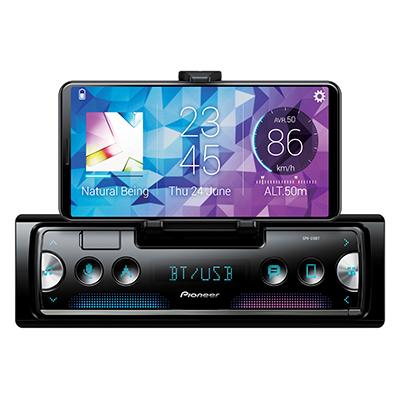 23
45
Natural Being
Thu 24 June
AVR.50
86
km/h
ALT.50m
SPH-10BT
BT/USB
Pioneer